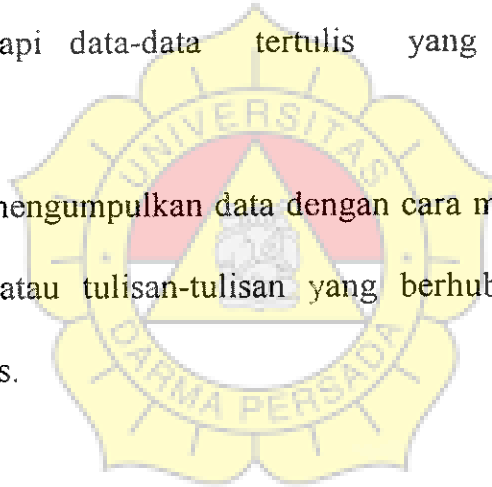 api data-data tertulis yang
UNIVERSITAS
mengumpulkan data dengan cara m
atau tulisan-tulisan yang berhub
s.
DARMA PERSADA